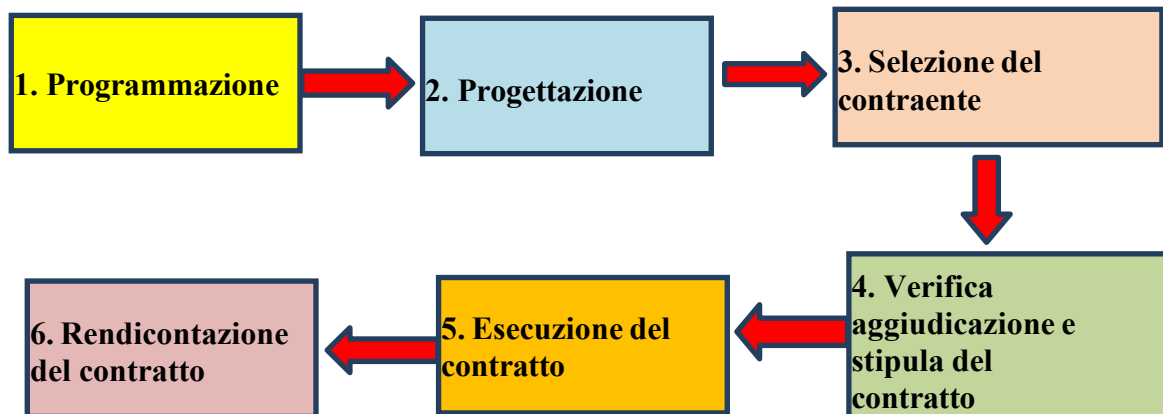 1. Programmazione
2. Progettazione
3. Selezione del
contraente
4. Verifica
aggiudicazione e
stipula del
contratto
5. Esecuzione del
contratto
6. Rendicontazione
del contratto